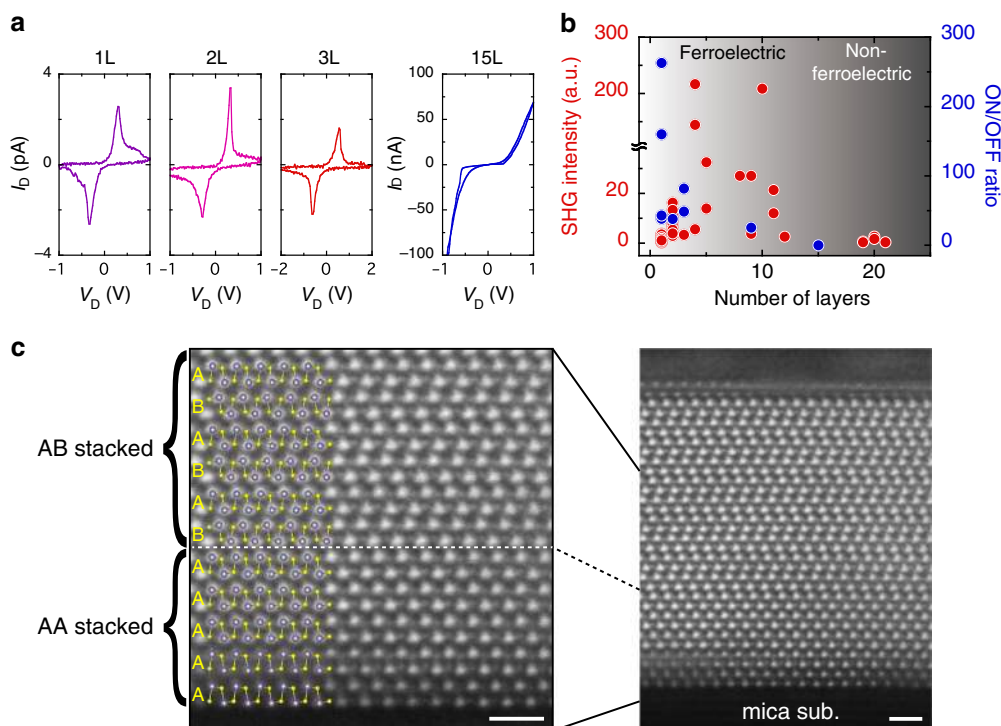 a
1L
2L
3L
15L
4
0
−4
I_D (pA)
−1 0 1
−1 0 1
−2 0 2
V_D (V)
V_D (V)
V_D (V)
100
50
0
−50
−100
I_D (nA)
−1 0 1
V_D (V)
b
300
200
20
0
SHG intensity (a.u.)
Ferroelectric
Non-
ferroelectric
300
200
100
0
ON/OFF ratio
0 10 20
Number of layers
c
AB stacked
A
B
A
B
A
B
AA stacked
A
A
A
A
A
mica sub.